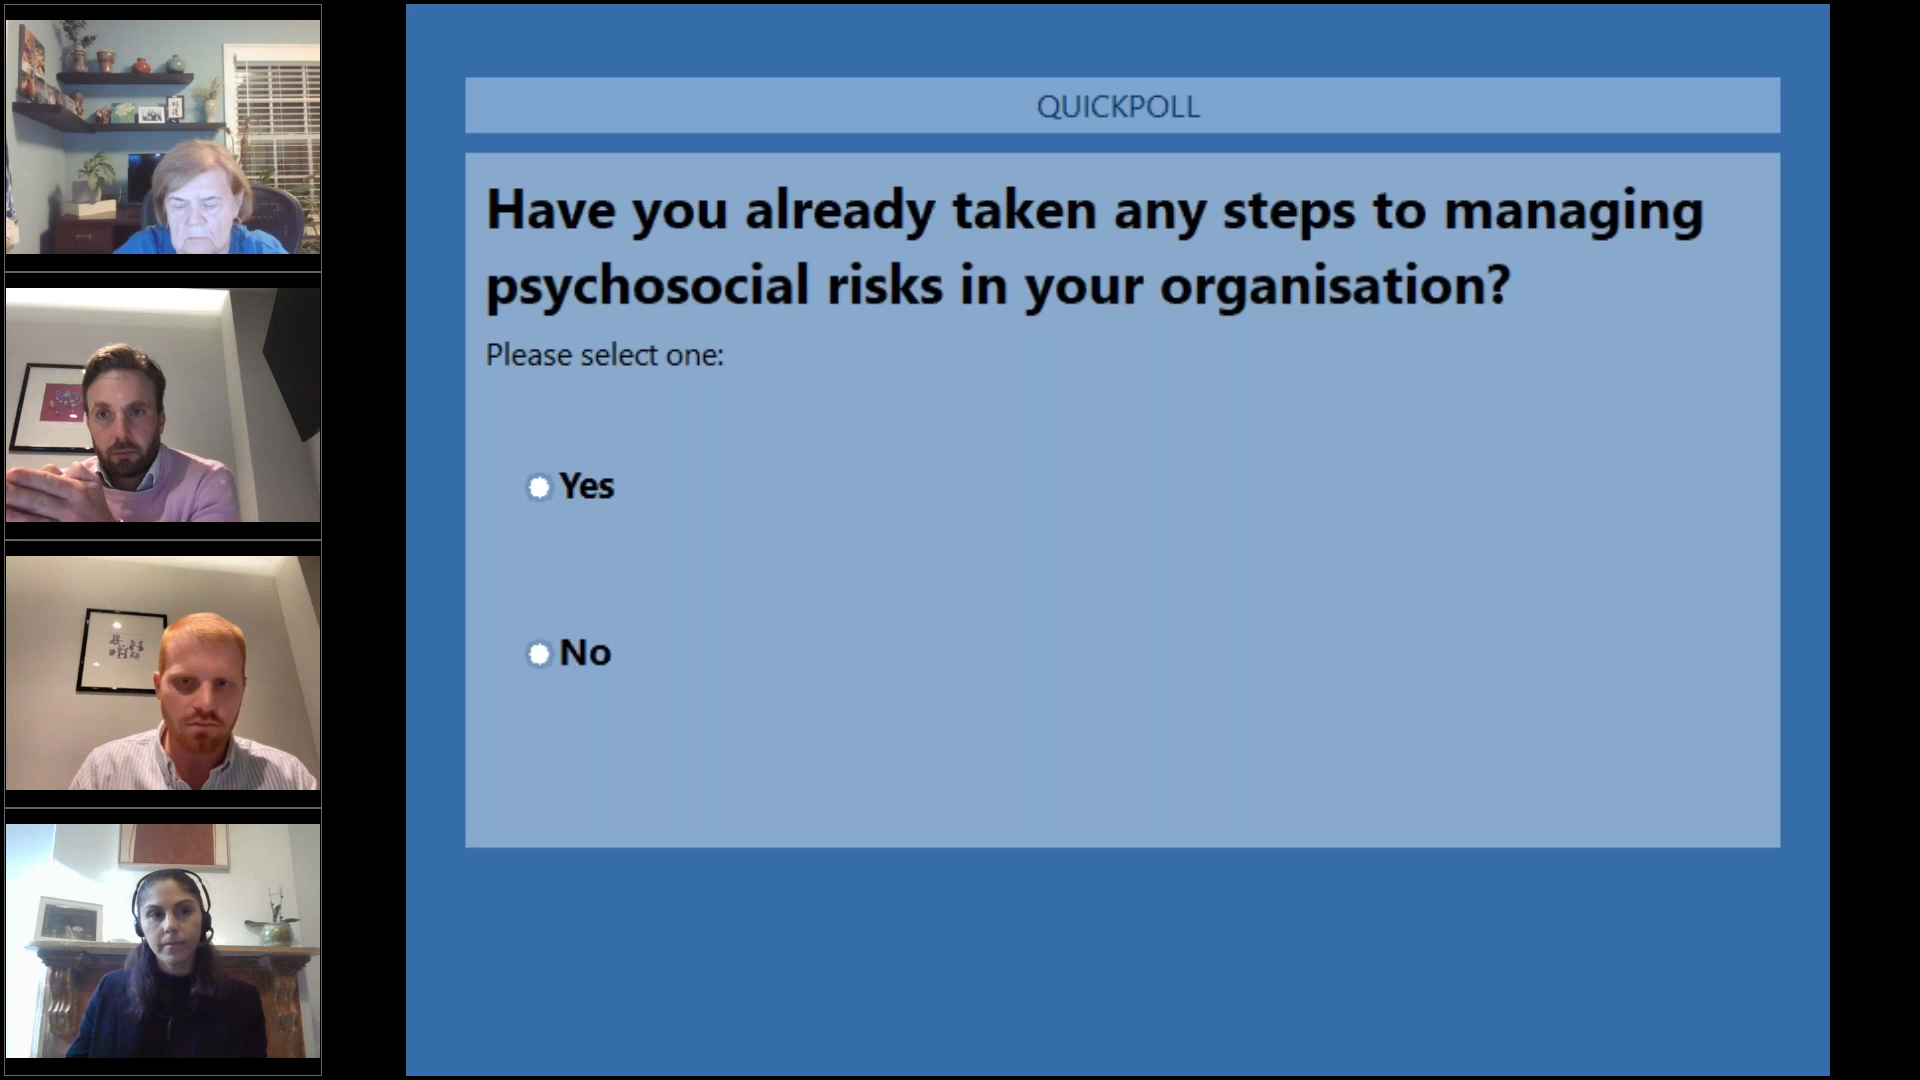 QUICKPOLL
Have you already taken any steps to managing
psychosocial risks in your organisation?
Please select one:
Yes
No